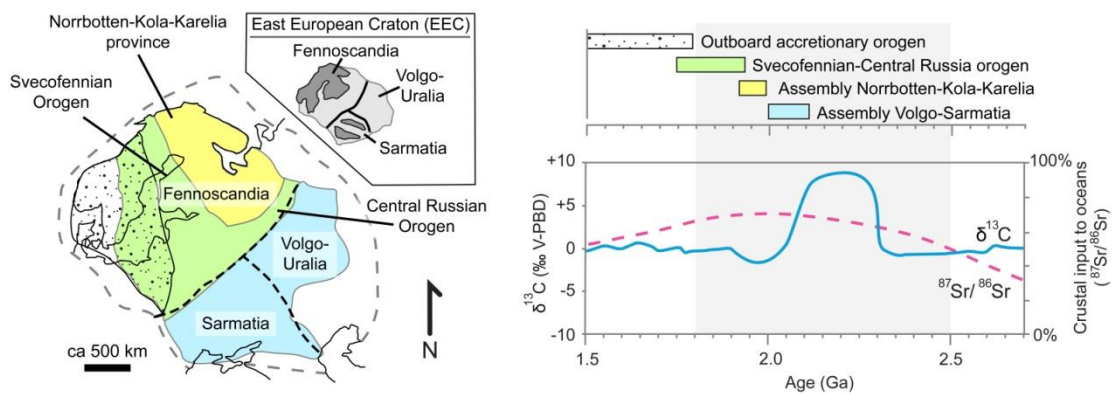 Norrbotten-Kola-Karelia
province
Svecofennian
Orogen
East European Craton (EEC)
Fennoscandia
Volgo-
Uralia
Sarmatia
Fennoscandia
Central Russian
Orogen
Volgo-
Uralia
Sarmatia
ca 500 km
N
Outboard accretionary orogen
Svecofennian-Central Russia orogen
Assembly Norrbotten-Kola-Karelia
Assembly Volgo-Sarmatia
δ13C (‰ V-PBD)
+10
+5
0
-5
-10
δ13C
87Sr/ 86Sr
100%
0%
Crustal input to oceans
( 87Sr/86Sr)
1.5
2.0
2.5
Age (Ga)